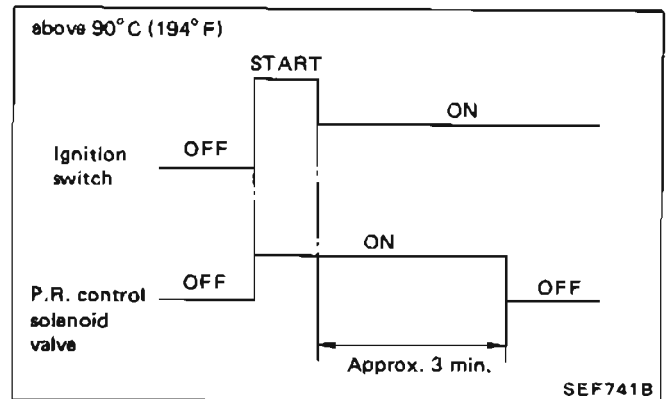 above 90°C (194°F)
START
ON
OFF
Ignition
switch
ON
OFF
OFF
P.R. control
solenoid
valve
Approx. 3 min.
SEF741B